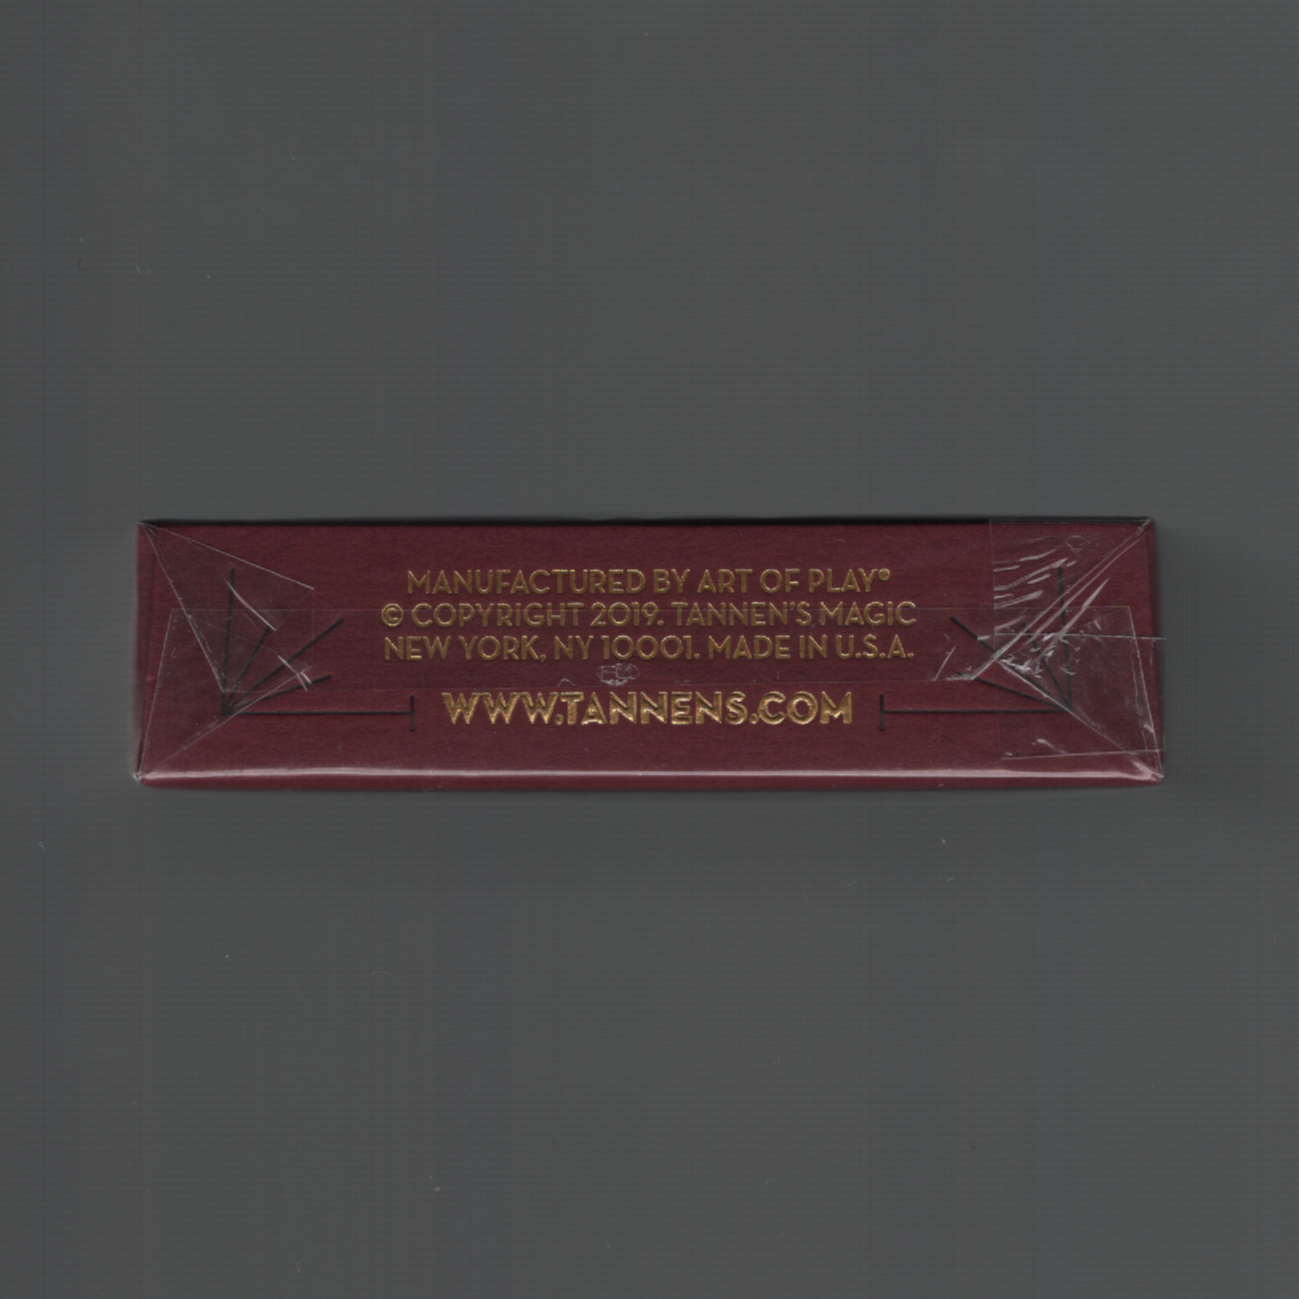 MANUFACTURED BY ART OF PLAY®
© COPYRIGHT 2019. TANNEN'S MAGIC
NEW YORK, NY 10001. MADE IN U.S.A.
WWW.TANNENS.COM